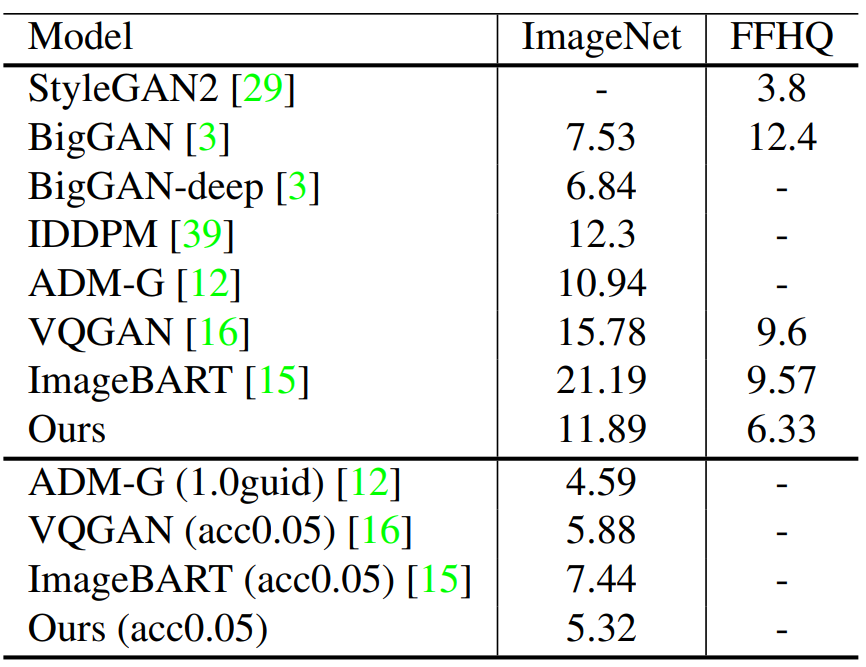 Model ImageNet FFHQ
StyleGAN2 [29] - 3.8
BigGAN [3] 7.53 12.4
BigGAN-deep [3] 6.84 -
IDDPM [39] 12.3 -
ADM-G [12] 10.94 -
VQGAN [16] 15.78 9.6
ImageBART [15] 21.19 9.57
Ours 11.89 6.33
ADM-G (1.0guid) [12] 4.59 -
VQGAN (acc0.05) [16] 5.88 -
ImageBART (acc0.05) [15] 7.44 -
Ours (acc0.05) 5.32 -